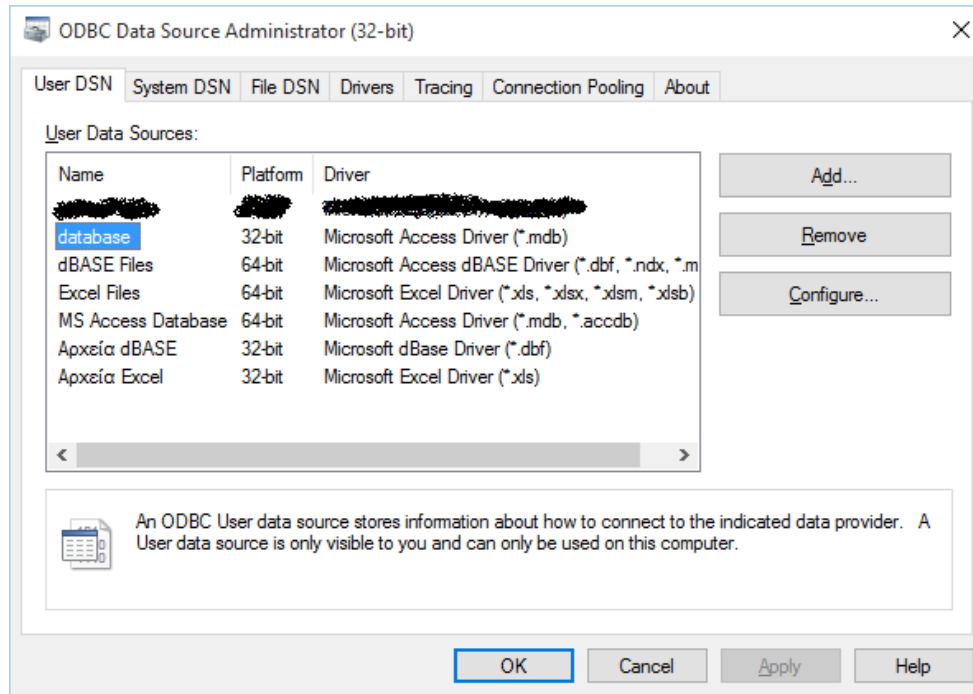 ODBC Data Source Administrator (32-bit)
User DSN System DSN File DSN Drivers Tracing Connection Pooling About
User Data Sources:
Name Platform Driver
database 32-bit Microsoft Access Driver (*.mdb)
dBASE Files 64-bit Microsoft Access dBASE Driver (*.dbf, *.ndx, *.m
Excel Files 64-bit Microsoft Excel Driver (*.xls, *.xlsx, *.xlsm, *.xlsb)
MS Access Database 64-bit Microsoft Access Driver (*.mdb, *.accdb)
Αρχεία dBASE 32-bit Microsoft dBase Driver (*.dbf)
Αρχεία Excel 32-bit Microsoft Excel Driver (*.xls)
Add...
Remove
Configure...
An ODBC User data source stores information about how to connect to the indicated data provider. A
User data source is only visible to you and can only be used on this computer.
OK Cancel Apply Help